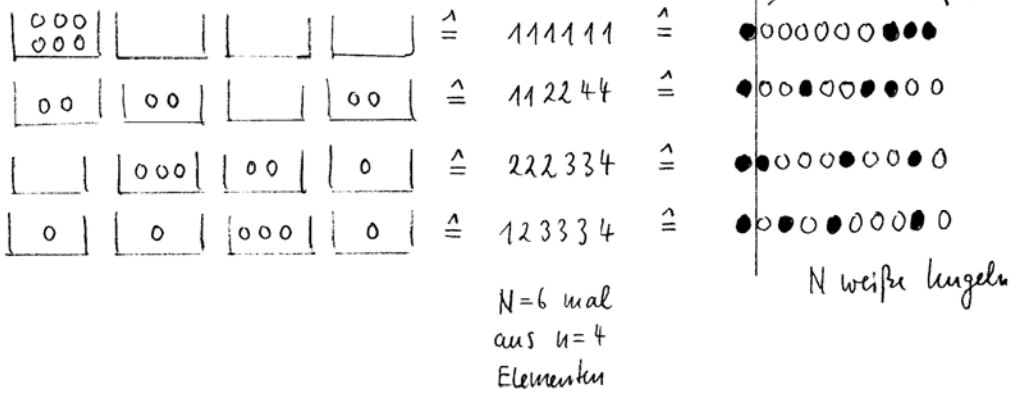 ≙ 111111 ≙
≙ 112244 ≙
≙ 222334 ≙
≙ 123334 ≙
N weiße Kugeln
N=6 mal
aus n=4
Elementen